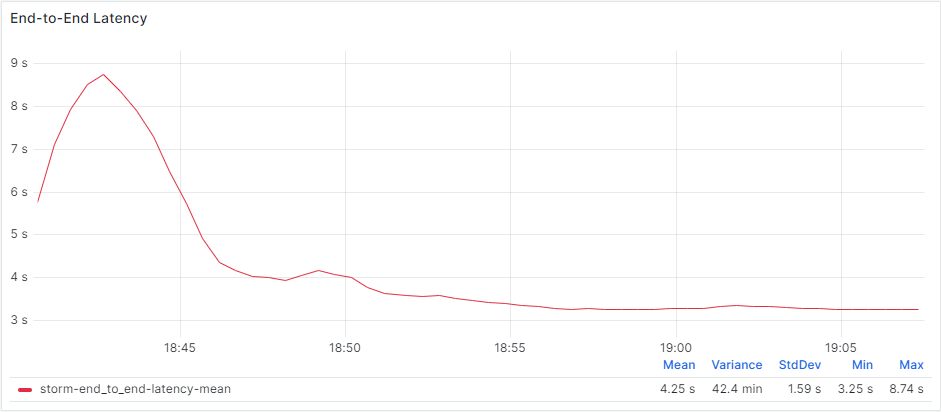 End-to-End Latency
9 s
8 s
7 s
6 s
5 s
4 s
3 s
18:45 18:50 18:55 19:00 19:05
Mean Variance StdDev Min Max
storm-end_to_end-latency-mean 4.25 s 42.4 min 1.59 s 3.25 s 8.74 s